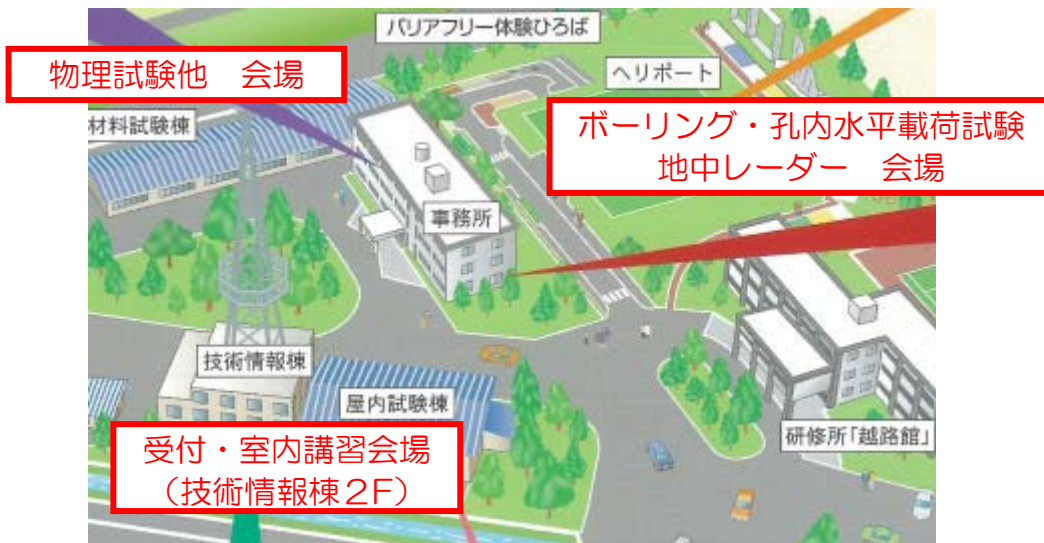 バリアフリー体験ひろば
物理試験他　会場
ヘリポート
材料試験棟
ボーリング・孔内水平載荷試験
地中レーダー　会場
事務所
技術情報棟
屋内試験棟
受付・室内講習会場
（技術情報棟２F）
研修所「越路館」